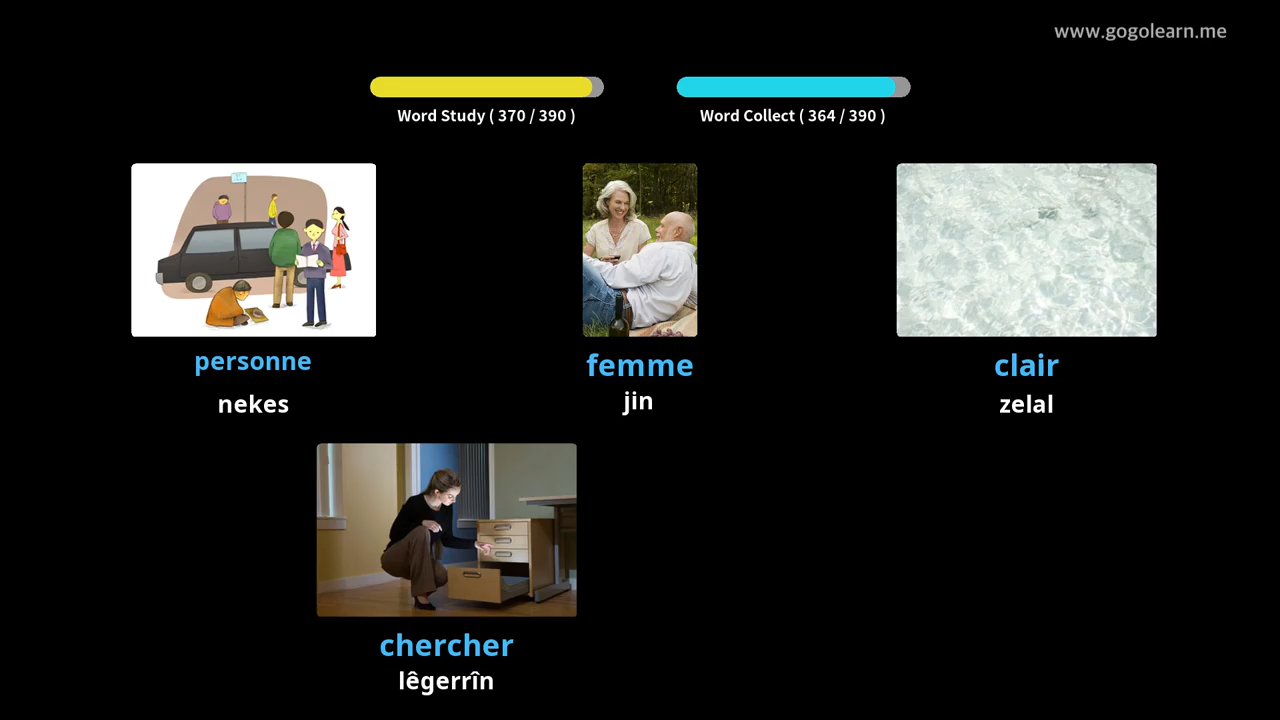 www.gogolearn.me
Word Study ( 370 / 390 )
Word Collect ( 364 / 390 )
personne
nekes
femme
jin
clair
zelal
chercher
lêgerrîn